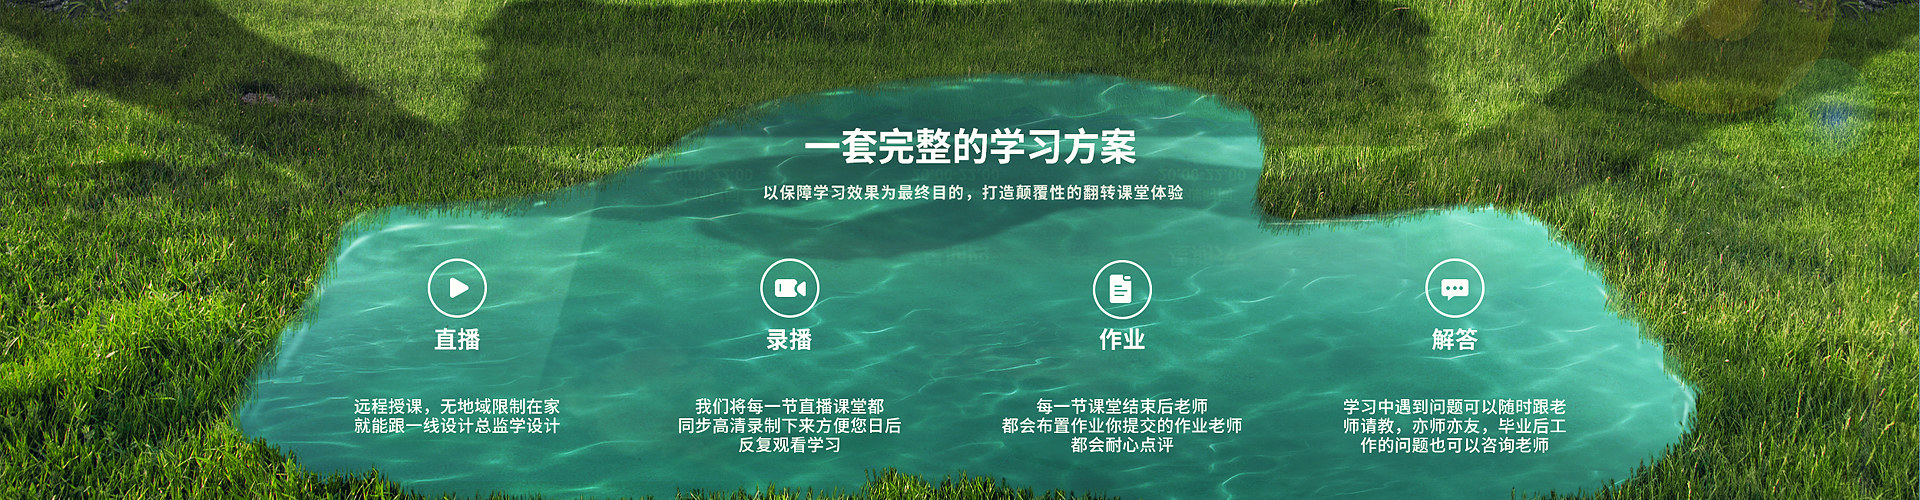 一套完整的学习方案
以保障学习效果为最终目的，打造颠覆性的翻转课堂体验
直播
录播
作业
解答
远程授课，无地域限制在家
就能跟一线设计总监学设计
我们将每一节直播课堂都
同步高清录制下来方便您日后
反复观看学习
每一节课堂结束后老师
都会布置作业你提交的作业老师
都会耐心点评
学习中遇到问题可以随时跟老
师请教，亦师亦友，毕业后工
作的问题也可以咨询老师